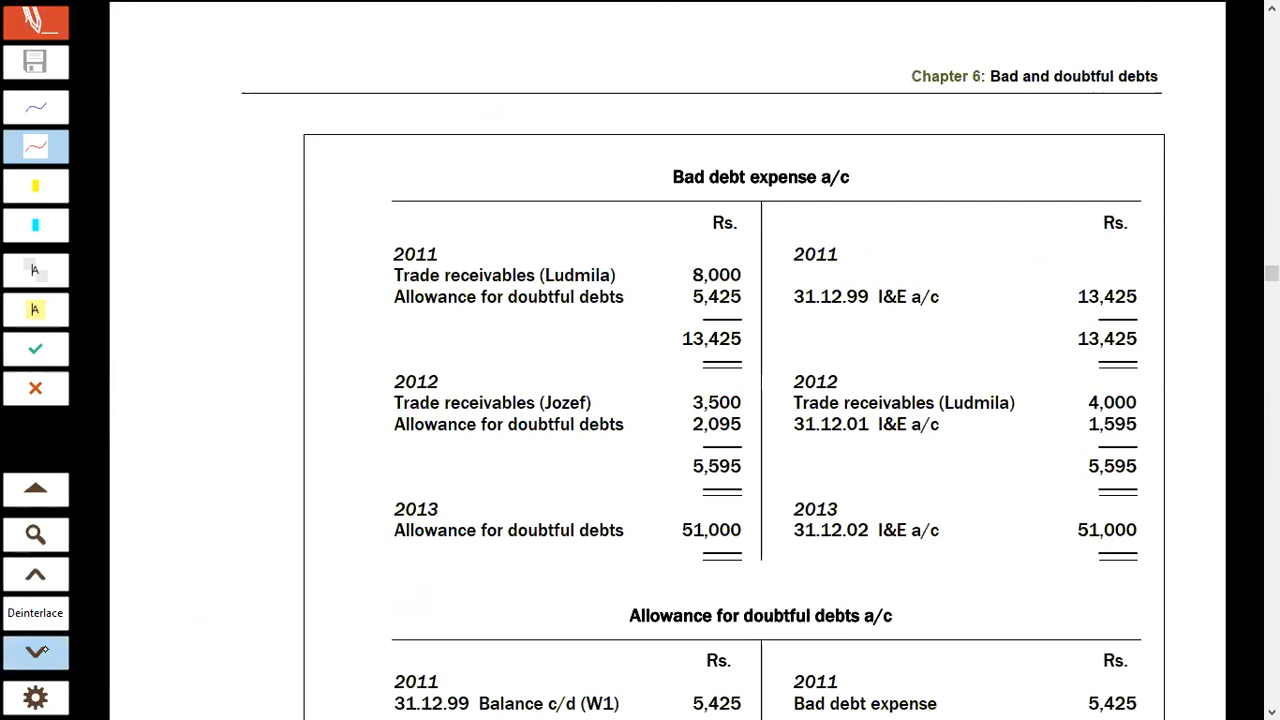 Chapter 6: Bad and doubtful debts
Bad debt expense a/c
Rs. Rs.
2011 2011
Trade receivables (Ludmila) 8,000
Allowance for doubtful debts 5,425 31.12.99 I&E a/c 13,425
13,425 13,425
2012 2012
Trade receivables (Jozef) 3,500 Trade receivables (Ludmila) 4,000
Allowance for doubtful debts 2,095 31.12.01 I&E a/c 1,595
5,595 5,595
2013 2013
Allowance for doubtful debts 51,000 31.12.02 I&E a/c 51,000
Deinterlace
Allowance for doubtful debts a/c
Rs. Rs.
2011 2011
31.12.99 Balance c/d (W1) 5,425 Bad debt expense 5,425